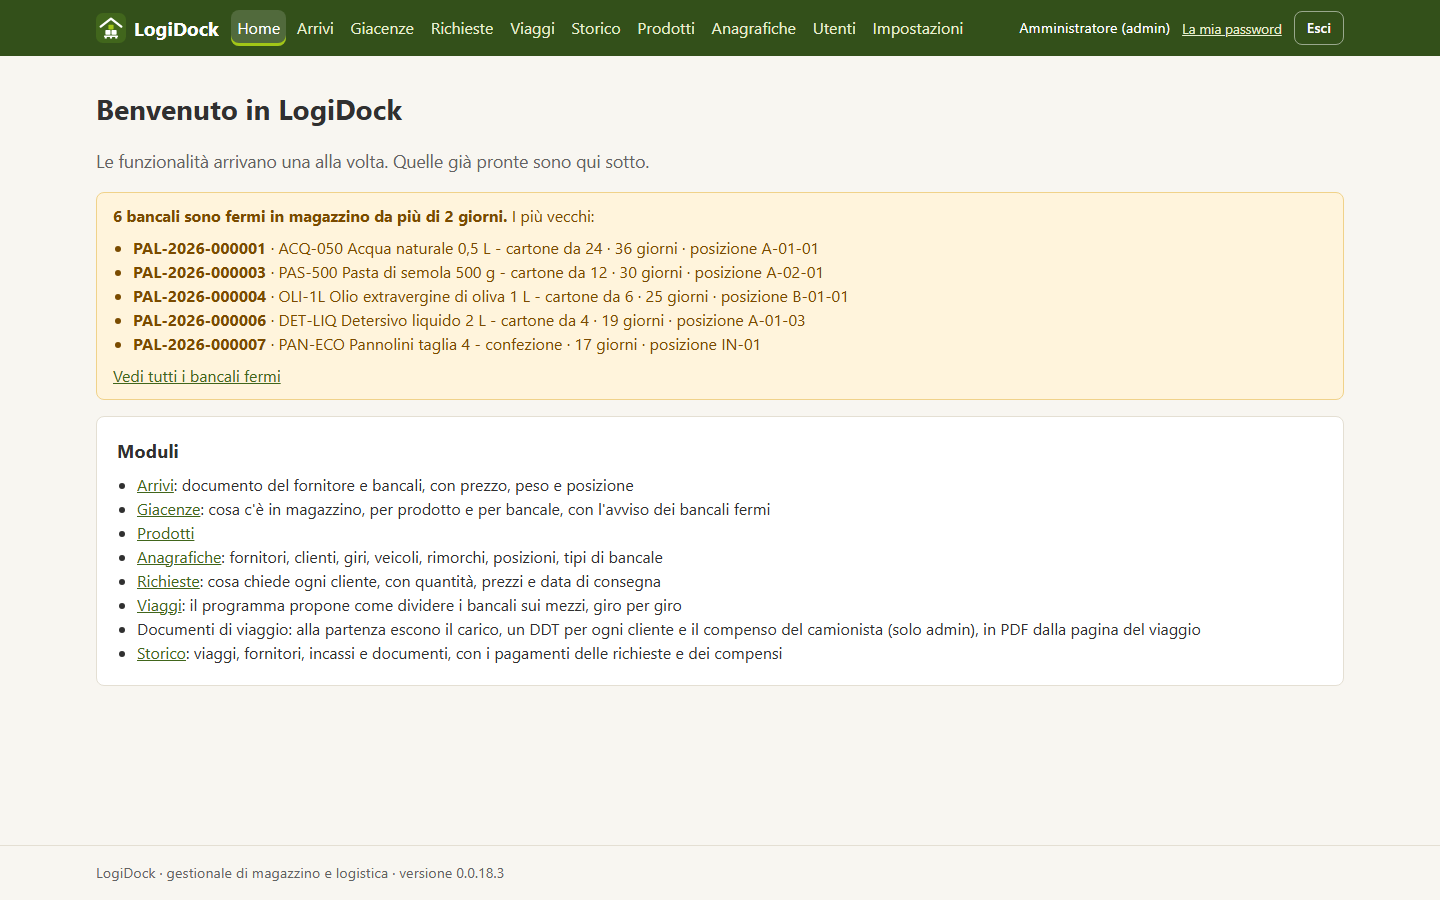 LogiDock Home Arrivi Giacenze Richieste Viaggi Storico Prodotti Anagrafiche Utenti Impostazioni Amministratore (admin) La mia password Esci
Benvenuto in LogiDock
Le funzionalità arrivano una alla volta. Quelle già pronte sono qui sotto.
6 bancali sono fermi in magazzino da più di 2 giorni. I più vecchi:
• PAL-2026-000001 · ACQ-050 Acqua naturale 0,5 L - cartone da 24 · 36 giorni · posizione A-01-01
• PAL-2026-000003 · PAS-500 Pasta di semola 500 g - cartone da 12 · 30 giorni · posizione A-02-01
• PAL-2026-000004 · OLI-1L Olio extravergine di oliva 1 L - cartone da 6 · 25 giorni · posizione B-01-01
• PAL-2026-000006 · DET-LIQ Detersivo liquido 2 L - cartone da 4 · 19 giorni · posizione A-01-03
• PAL-2026-000007 · PAN-ECO Pannolini taglia 4 - confezione · 17 giorni · posizione IN-01
Vedi tutti i bancali fermi
Moduli
• Arrivi: documento del fornitore e bancali, con prezzo, peso e posizione
• Giacenze: cosa c'è in magazzino, per prodotto e per bancale, con l'avviso dei bancali fermi
• Prodotti
• Anagrafiche: fornitori, clienti, giri, veicoli, rimorchi, posizioni, tipi di bancale
• Richieste: cosa chiede ogni cliente, con quantità, prezzi e data di consegna
• Viaggi: il programma propone come dividere i bancali sui mezzi, giro per giro
• Documenti di viaggio: alla partenza escono il carico, un DDT per ogni cliente e il compenso del camionista (solo admin), in PDF dalla pagina del viaggio
• Storico: viaggi, fornitori, incassi e documenti, con i pagamenti delle richieste e dei compensi
LogiDock · gestionale di magazzino e logistica · versione 0.0.18.3